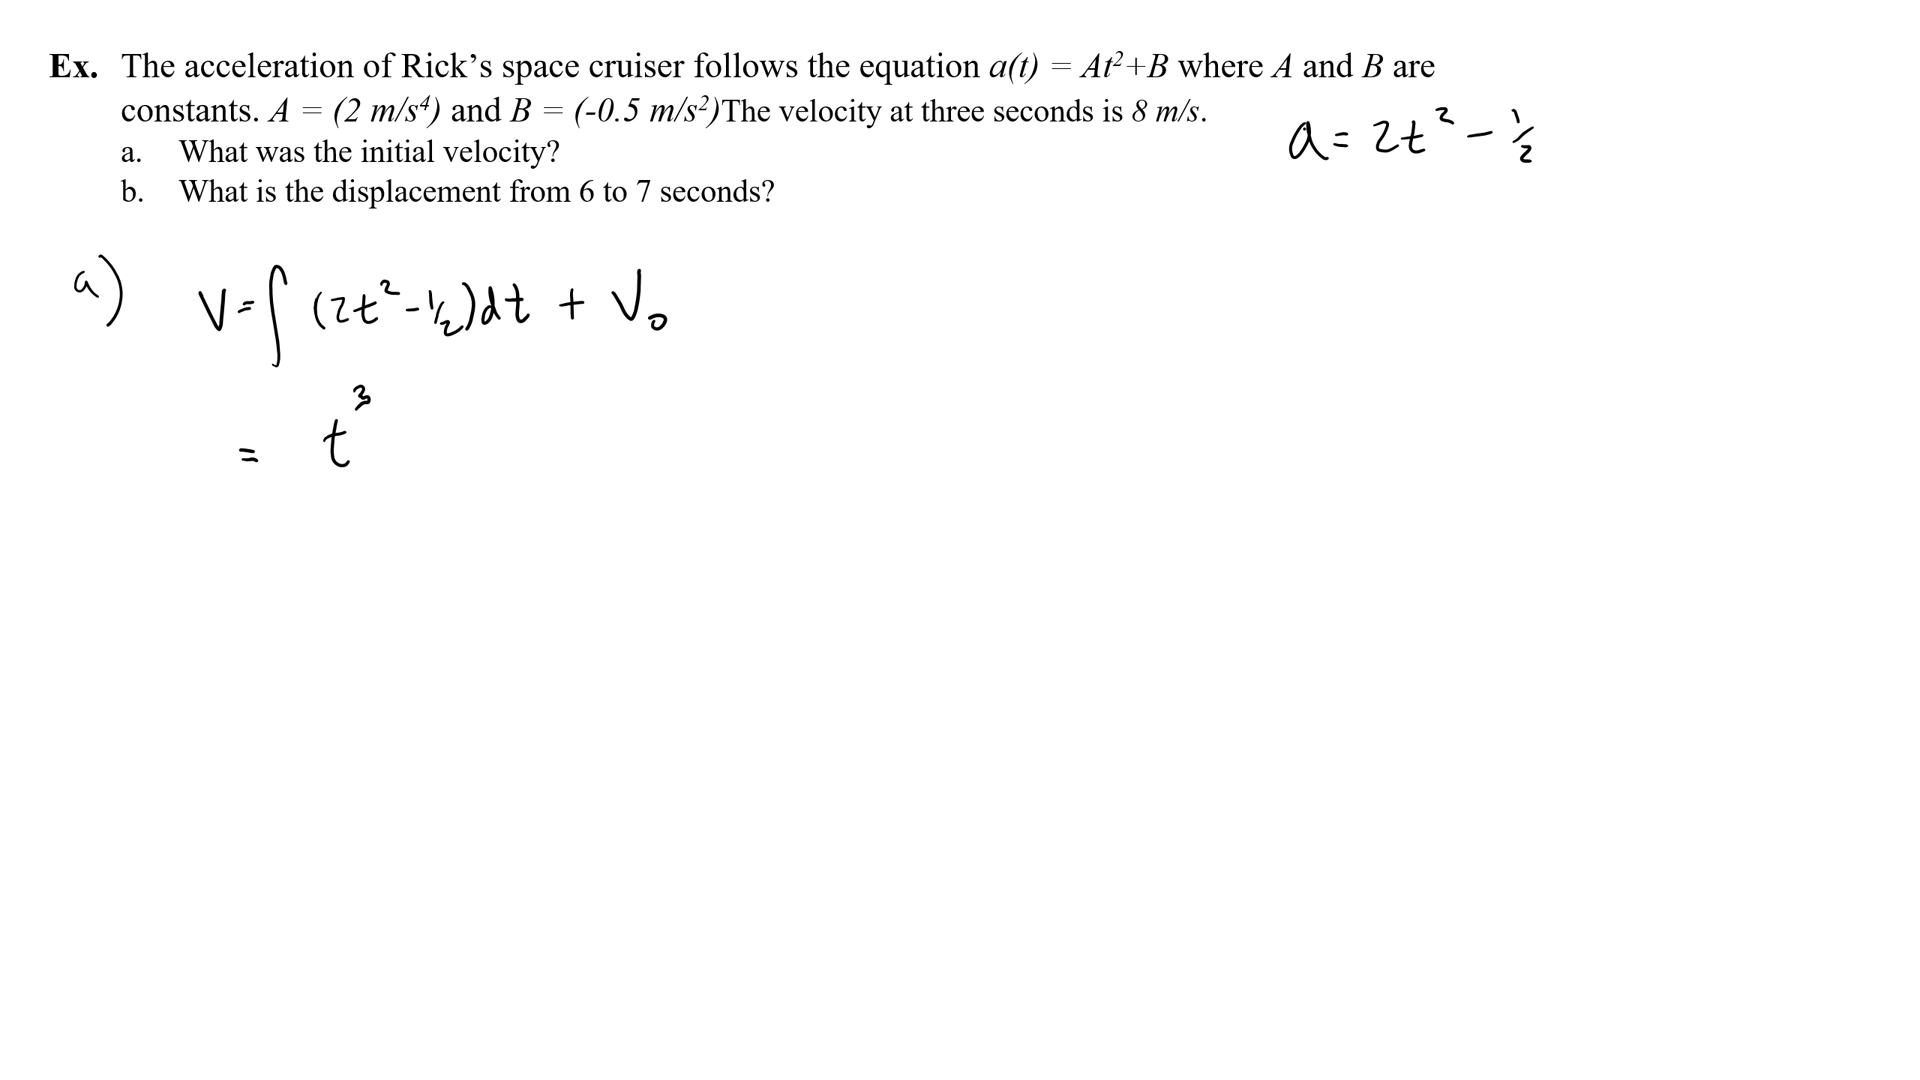 Ex. The acceleration of Rick’s space cruiser follows the equation a(t) = At²+B where A and B are
constants. A = (2 m/s⁴) and B = (-0.5 m/s²)The velocity at three seconds is 8 m/s.
a = 2t² - ½
a. What was the initial velocity?
b. What is the displacement from 6 to 7 seconds?
a) V = ∫ (2t² - ½)dt + V₀
= t³